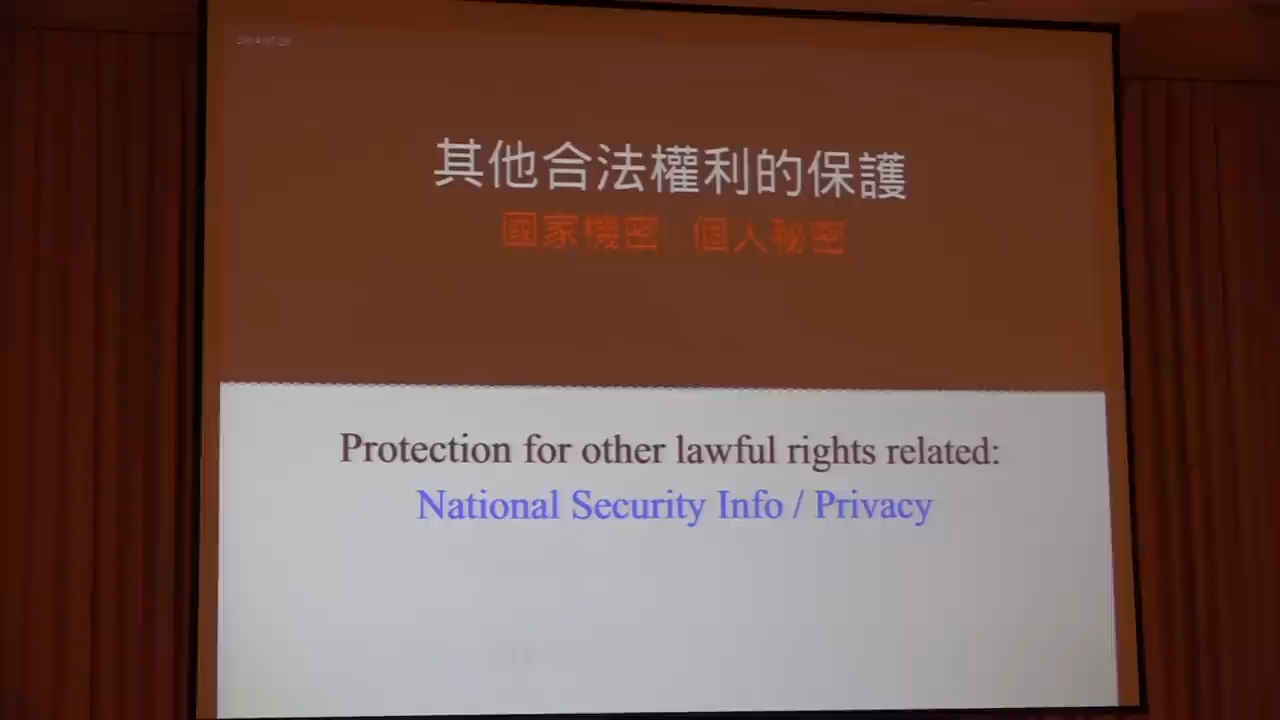 其他合法權利的保護
國家機密 個人秘密
Protection for other lawful rights related:
National Security Info / Privacy